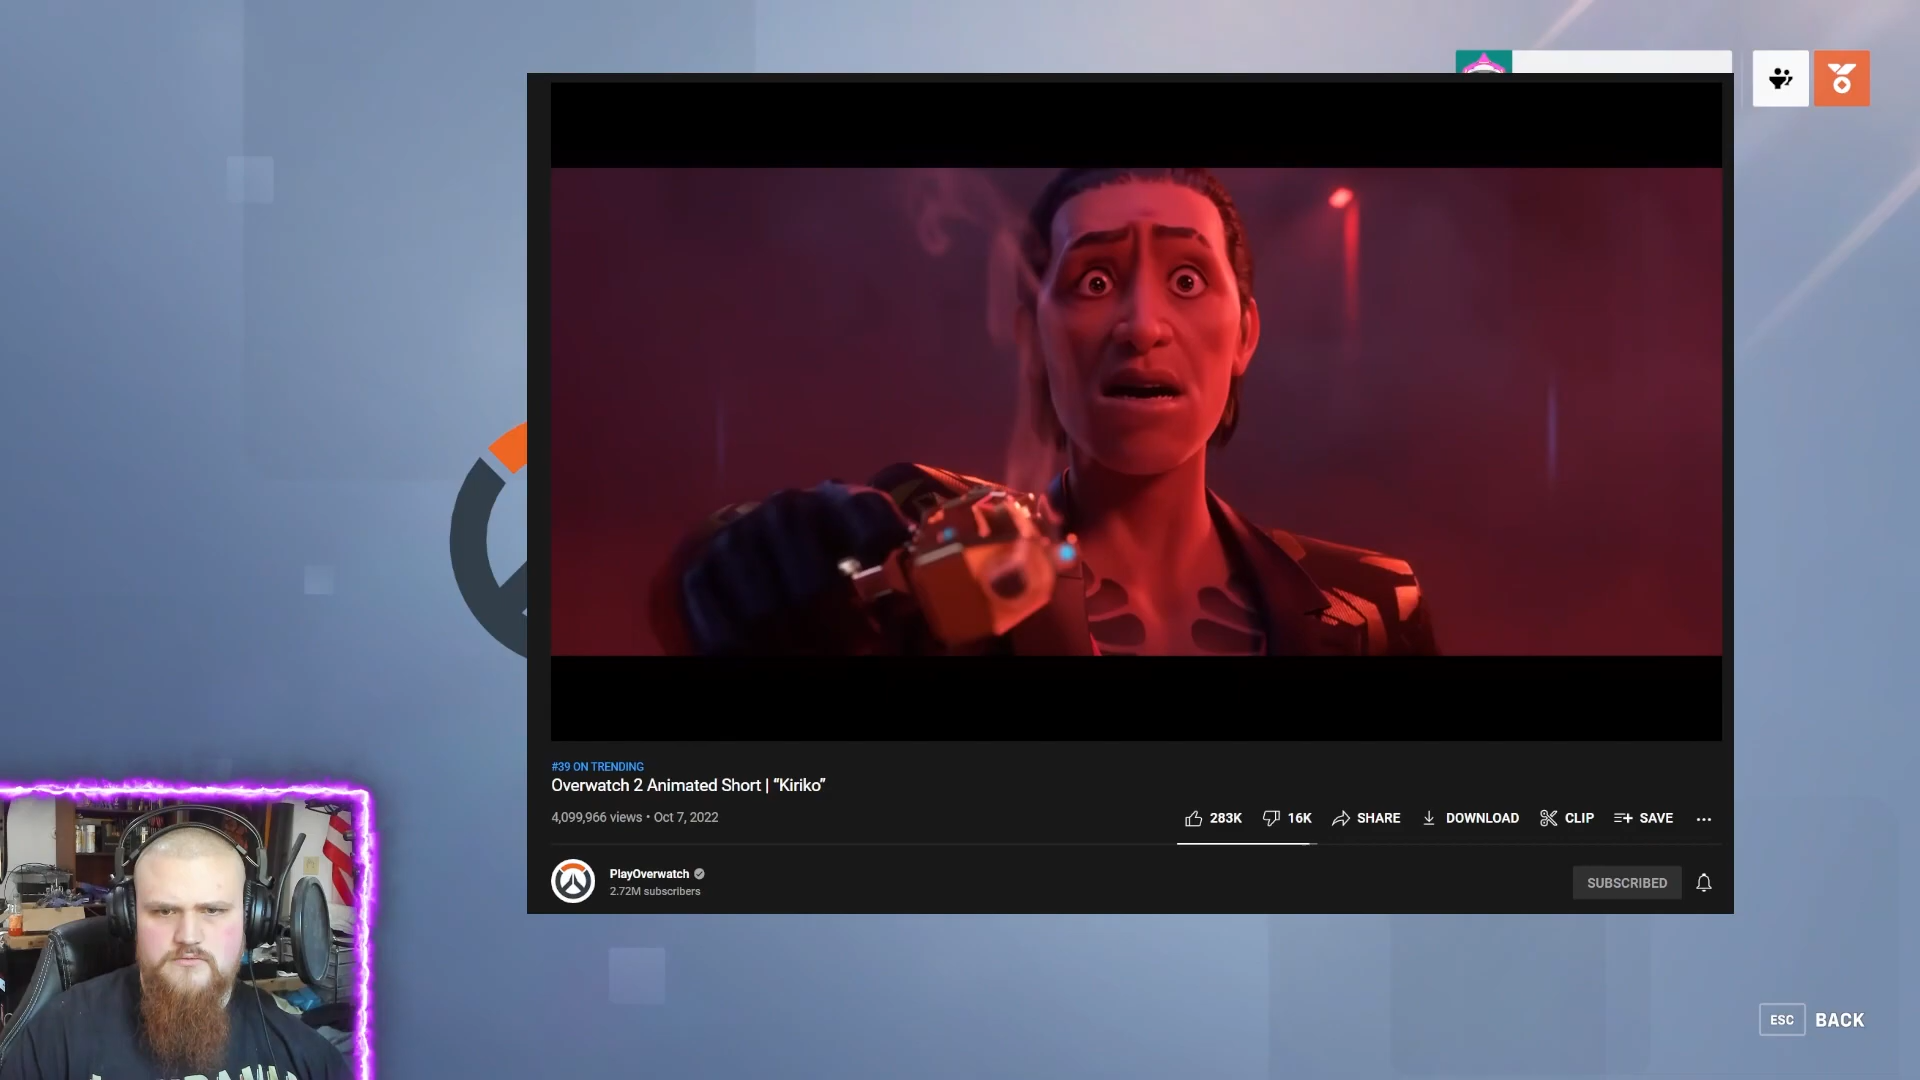 #39 ON TRENDING
Overwatch 2 Animated Short | “Kiriko”
4,099,966 views • Oct 7, 2022
283K 16K SHARE DOWNLOAD CLIP SAVE ...
PlayOverwatch
2.72M subscribers
SUBSCRIBED
ESC BACK